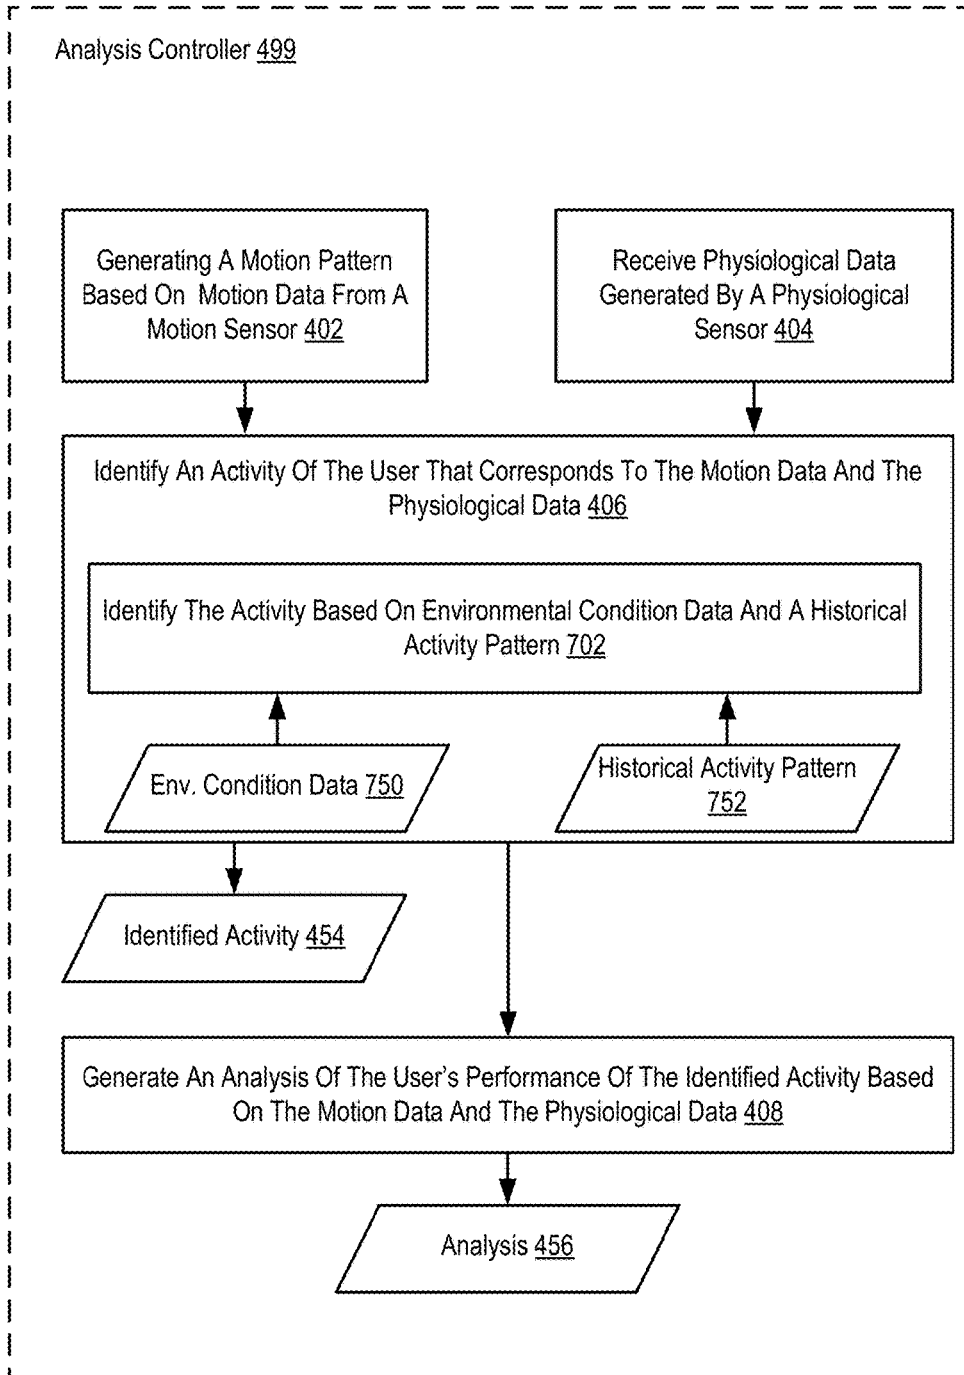 Analysis Controller 499
Generating A Motion Pattern
Based On Motion Data From A
Motion Sensor 402
Receive Physiological Data
Generated By A Physiological
Sensor 404
Identify An Activity Of The User That Corresponds To The Motion Data And The
Physiological Data 406
Identify The Activity Based On Environmental Condition Data And A Historical
Activity Pattern 702
Env. Condition Data 750
Historical Activity Pattern
752
Identified Activity 454
Generate An Analysis Of The User's Performance Of The Identified Activity Based
On The Motion Data And The Physiological Data 408
Analysis 456